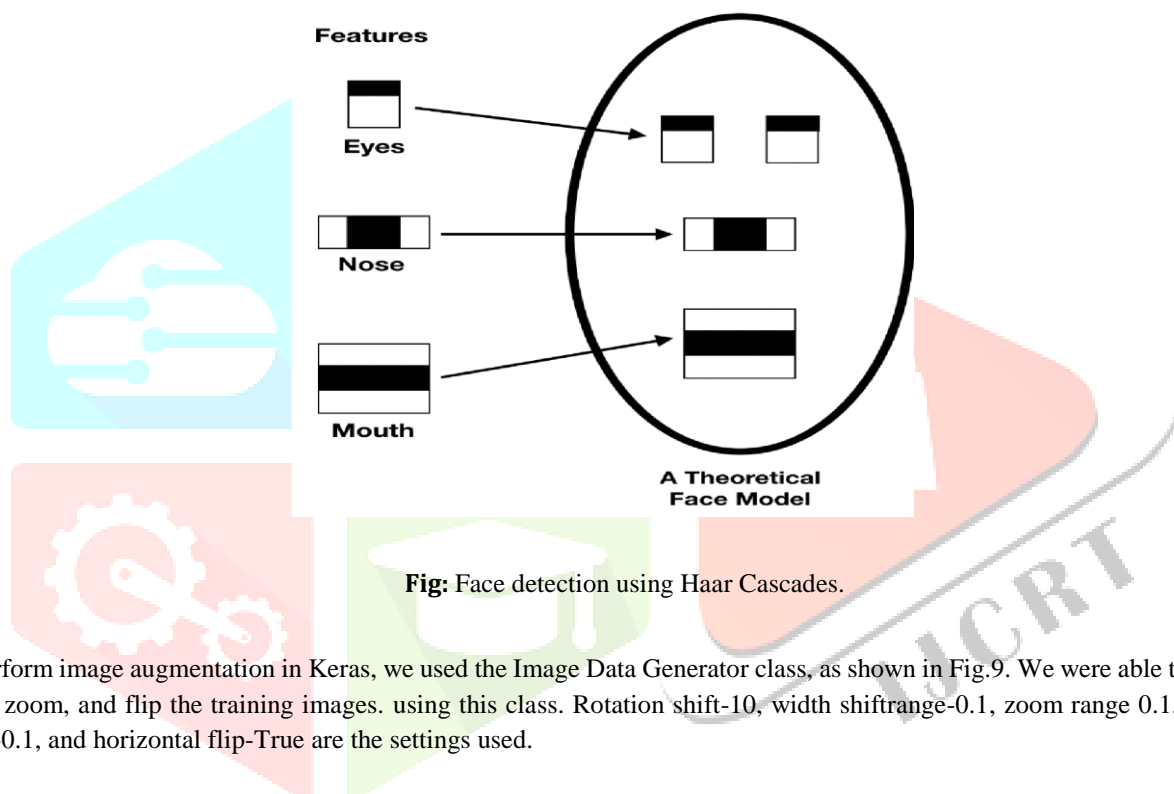 Features
Eyes
Nose
Mouth
A Theoretical
Face Model
Fig: Face detection using Haar Cascades.
rform image augmentation in Keras, we used the Image Data Generator class, as shown in Fig.9. We were able t
zoom, and flip the training images. using this class. Rotation shift-10, width shiftrange-0.1, zoom range 0.1.
0.1, and horizontal flip-True are the settings used.
IJCRT